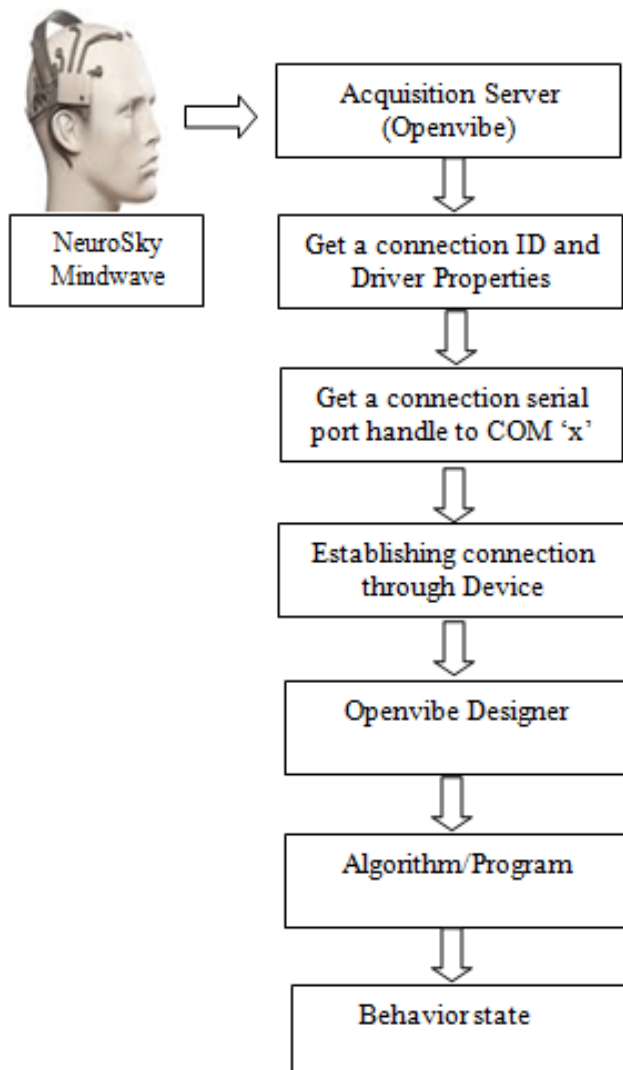 Acquisition Server
(Openvibe)
NeuroSky
Mindwave
Get a connection ID and
Driver Properties
Get a connection serial
port handle to COM ‘x’
Establishing connection
through Device
Openvibe Designer
Algorithm/Program
Behavior state